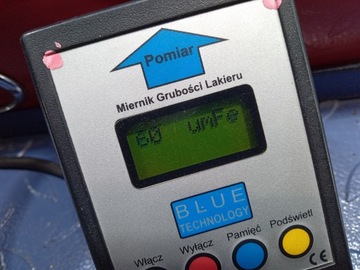 Pomiar
Miernik Grubości Lakieru
60 umFe
BLUE
TECHNOLOGY
Włącz Wyłącz Pamięć Podświetl
CE